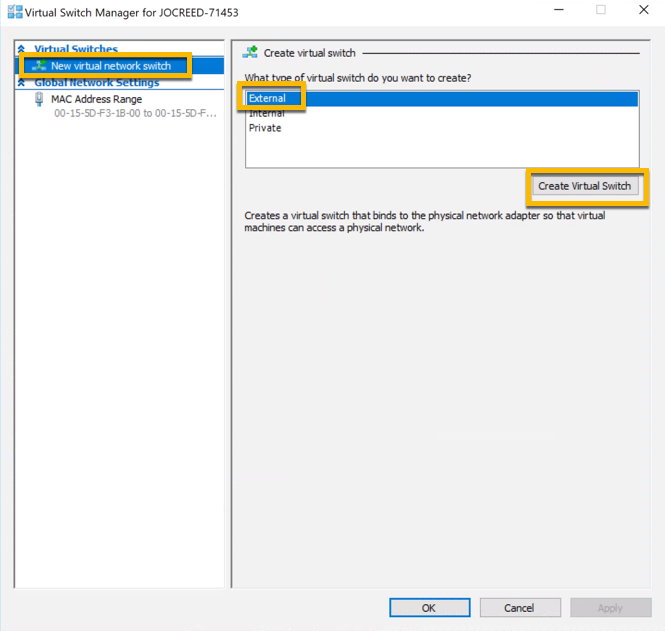 Virtual Switch Manager for JOCREED-71453
Virtual Switches
New virtual network switch
Global Network Settings
MAC Address Range
00-15-5D-F3-1B-00 to 00-15-5D-F...
Create virtual switch
What type of virtual switch do you want to create?
External
Internal
Private
Create Virtual Switch
Creates a virtual switch that binds to the physical network adapter so that virtual
machines can access a physical network.
OK
Cancel
Apply